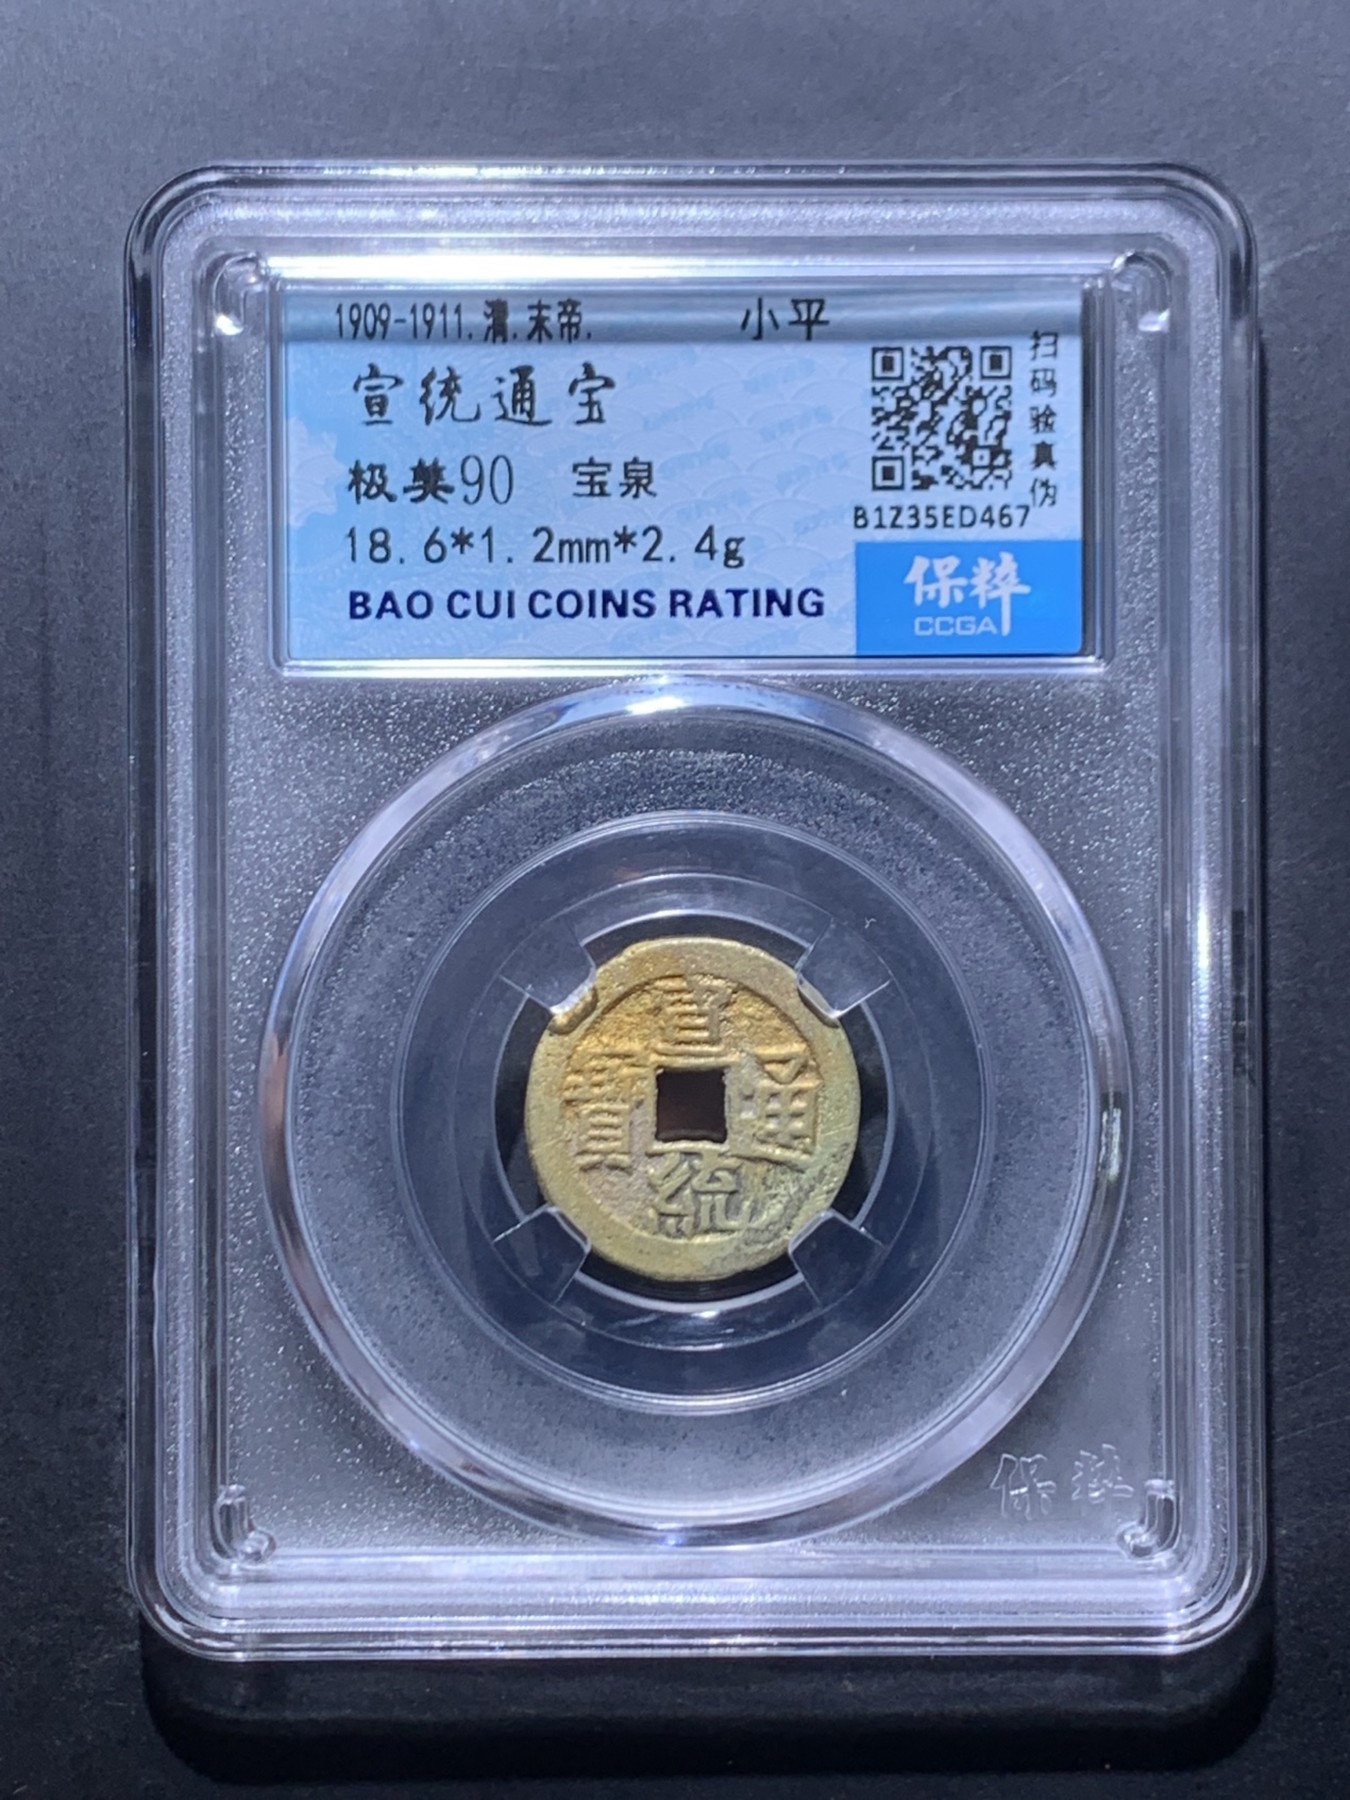 1909-1911.清.末帝. 小平
宣统通宝
极美90 宝泉
18.6*1.2mm*2.4g
BAO CUI COINS RATING
扫码验真伪
B1Z35ED467
保粹
CCGA
宣
寶 通
統
保粹